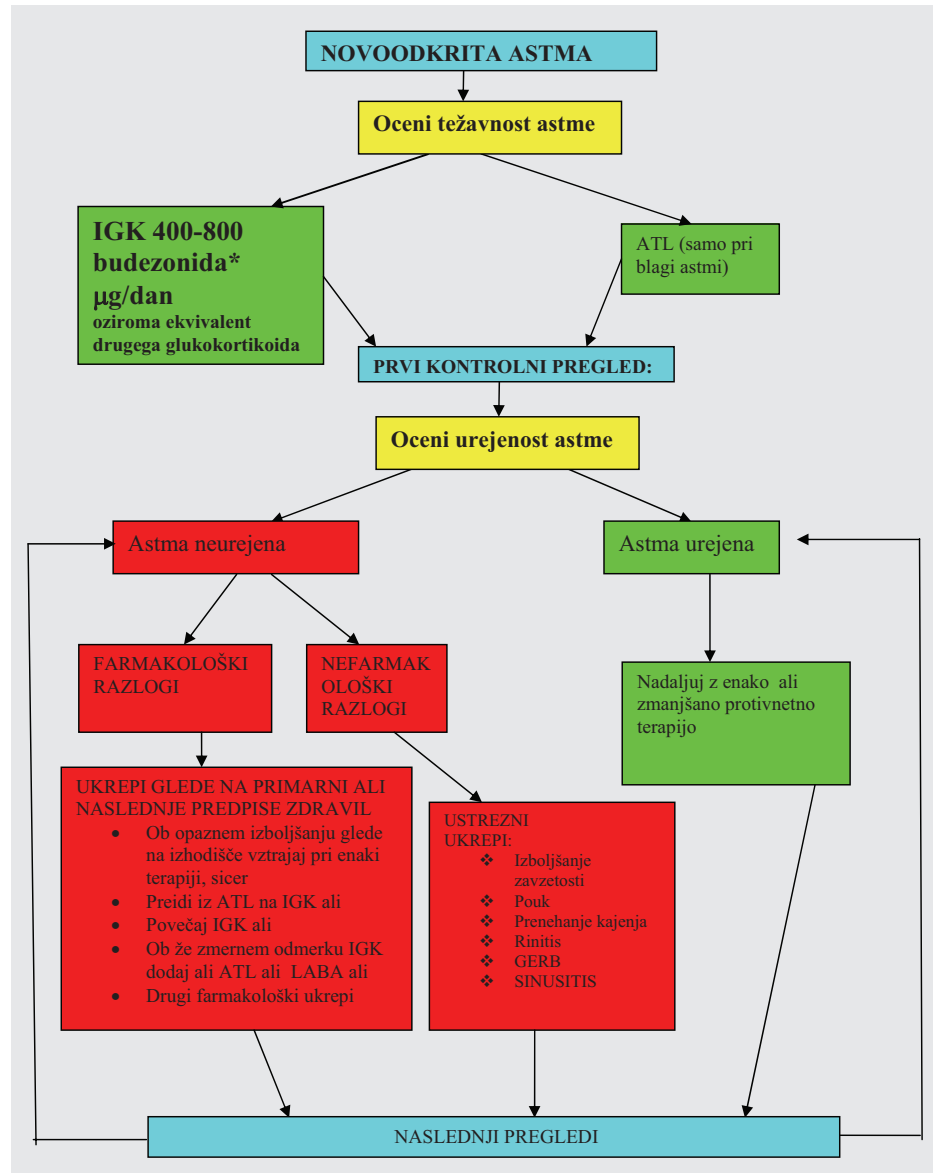 NOVOODKRITA ASTMA
Oceni težavnost astme
IGK 400-800
budezonida*
µg/dan
oziroma ekvivalent
drugega glukokortikoida
ATL (samo pri
blagi astmi)
PRVI KONTROLNI PREGLED:
Oceni urejenost astme
Astma neurejena
Astma urejena
FARMAKOLOŠKI
RAZLOGI
NEFARMAK
OLOŠKI
RAZLOGI
Nadaljuj z enako ali
zmanjšano protivnetno
terapijo
UKREPI GLEDE NA PRIMARNI ALI
NASLEDNJE PREDPISE ZDRAVIL
• Ob opaznem izboljšanju glede
na izhodišče vztrajaj pri enaki
terapiji, sicer
• Preidi iz ATL na IGK ali
• Povečaj IGK ali
• Ob že zmernem odmerku IGK
dodaj ali ATL ali LABA ali
• Drugi farmakološki ukrepi
USTREZNI
UKREPI:
❖ Izboljšanje
zavzetosti
❖ Pouk
❖ Prenehanje kajenja
❖ Rinitis
❖ GERB
❖ SINUSITIS
NASLEDNJI PREGLEDI